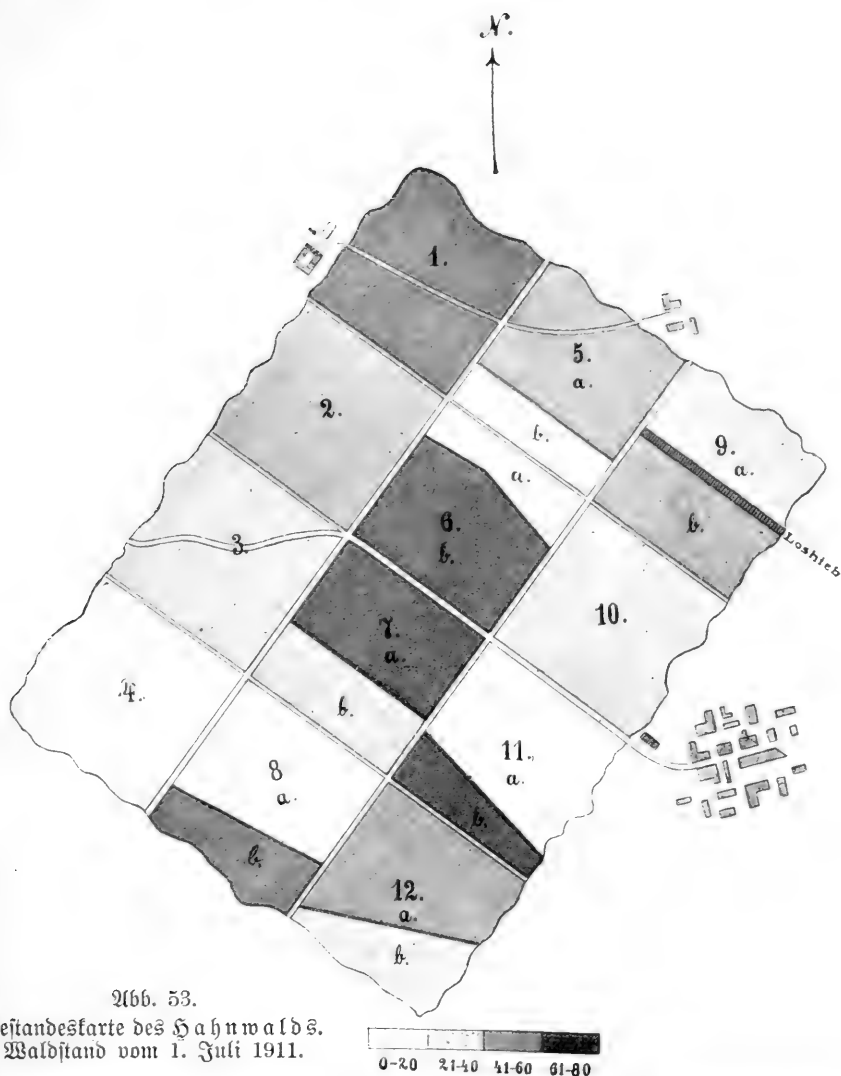 N.
1.
5.
a.
2.
b.
9.
a.
a.
6.
b.
b.
Loshieb
3.
7.
a.
10.
4.
b.
11.
a.
8
a.
b.
b.
12.
a.
b.
Abb. 53.
estandeskarte des Hahnwalds.
Waldstand vom 1. Juli 1911.
0-20 21-40 41-60 61-80